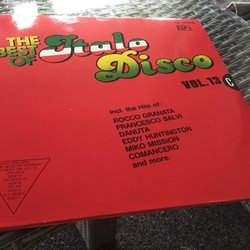 THE
BEST
OF
Italo
Disco
VOL. 13
C
incl. the Hits of:
ROCCO GRANATA
FRANCESCO SALVI
DANUTA
EDDY HUNTINGTON
MIKO MISSION
COMANCERO
and more